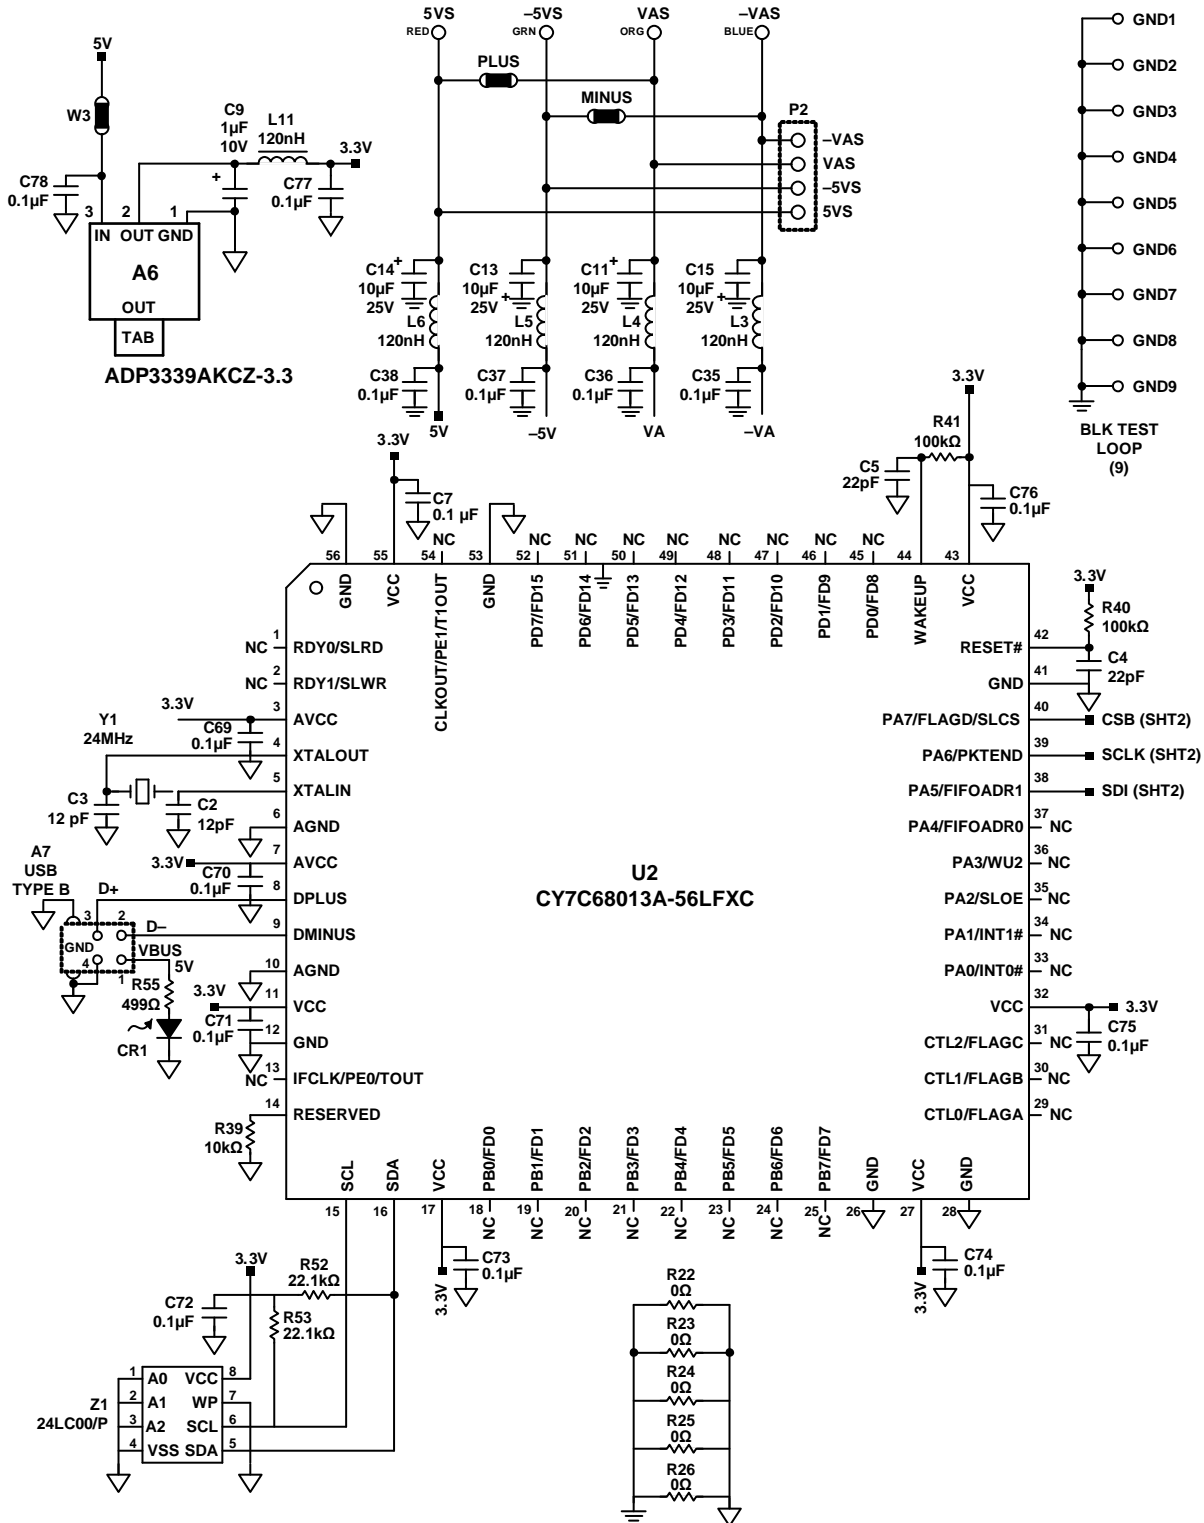 5VS
RED
–5VS
GRN
VAS
ORG
–VAS
BLUE
PLUS
MINUS
P2
–VAS
VAS
–5VS
5VS
GND1
GND2
GND3
GND4
GND5
GND6
GND7
GND8
GND9
BLK TEST
LOOP
(9)
5V
W3
C9
1µF
10V
+
L11
120nH
3.3V
C78
0.1µF
C77
0.1µF
3
2
1
IN
OUT
GND
A6
OUT
TAB
ADP3339AKCZ-3.3
C14
+
10µF
25V
L6
120nH
C38
0.1µF
5V
C13
10µF
25V
+
L5
120nH
C37
0.1µF
–5V
C11
+
10µF
25V
L4
120nH
C36
0.1µF
VA
C15
10µF
25V
+
L3
120nH
C35
0.1µF
–VA
3.3V
C7
0.1 µF
3.3V
R41
100kΩ
C5
22pF
C76
0.1µF
56
55
54
NC
53
52
NC
51
NC
50
NC
49
NC
48
NC
47
NC
46
NC
45
NC
44
43
GND
VCC
CLKOUT/PE1/T1OUT
GND
PD7/FD15
PD6/FD14
PD5/FD13
PD4/FD12
PD3/FD11
PD2/FD10
PD1/FD9
PD0/FD8
WAKEUP
VCC
U2
CY7C68013A-56LFXC
NC
1
RDY0/SLRD
NC
2
RDY1/SLWR
3.3V
3
AVCC
C69
0.1µF
Y1
24MHz
4
XTALOUT
5
XTALIN
C3
12 pF
C2
12pF
6
AGND
3.3V
7
AVCC
C70
0.1µF
A7
USB
TYPE B
D+
8
DPLUS
D–
9
DMINUS
3
2
GND
4
1
VBUS
5V
R55
499Ω
CR1
10
AGND
3.3V
11
VCC
C71
0.1µF
12
GND
NC
13
IFCLK/PE0/TOUT
14
RESERVED
R39
10kΩ
3.3V
R40
100kΩ
RESET#
42
C4
22pF
GND
41
PA7/FLAGD/SLCS
40
CSB (SHT2)
PA6/PKTEND
39
SCLK (SHT2)
PA5/FIFOADR1
38
SDI (SHT2)
PA4/FIFOADR0
37
NC
PA3/WU2
36
NC
PA2/SLOE
35
NC
PA1/INT1#
34
NC
PA0/INT0#
33
NC
VCC
32
3.3V
C75
0.1µF
CTL2/FLAGC
31
NC
CTL1/FLAGB
30
NC
CTL0/FLAGA
29
NC
SCL
SDA
VCC
PB0/FD0
PB1/FD1
PB2/FD2
PB3/FD3
PB4/FD4
PB5/FD5
PB6/FD6
PB7/FD7
GND
VCC
GND
15
16
17
18
NC
19
NC
20
NC
21
NC
22
NC
23
NC
24
NC
25
NC
26
27
28
3.3V
C73
0.1µF
3.3V
C74
0.1µF
3.3V
R52
22.1kΩ
C72
0.1µF
R53
22.1kΩ
Z1
24LC00/P
1
A0
VCC
8
2
A1
WP
7
3
A2
SCL
6
4
VSS
SDA
5
R22
0Ω
R23
0Ω
R24
0Ω
R25
0Ω
R26
0Ω